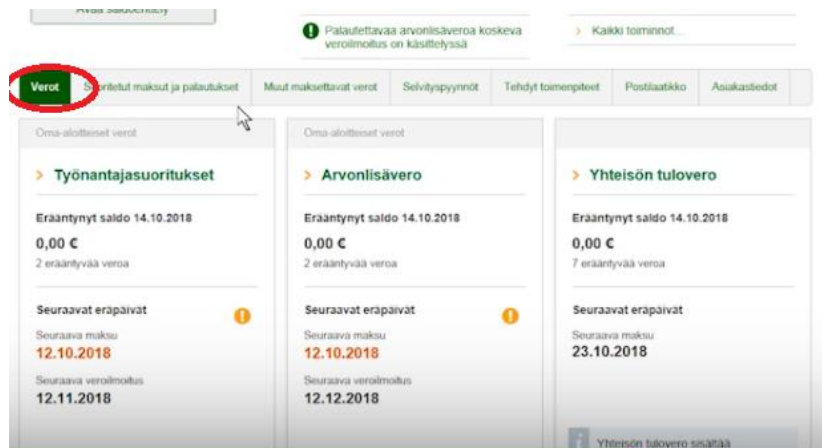 Avaa saldoerittely
Palautettavaa arvonlisäveroa koskeva
veroilmoitus on käsittelyssä
Kaikki toiminnot...
Verot
Suoritetut maksut ja palautukset
Muut maksettavat verot
Selvityspyynnöt
Tehdyt toimenpiteet
Postilaatikko
Asiakastiedot
Oma-aloitteiset verot
Työnantajasuoritukset
Erääntynyt saldo 14.10.2018
0,00 €
2 erääntyvää veroa
Seuraavat eräpäivät
Seuraava maksu
12.10.2018
Seuraava veroilmoitus
12.11.2018
Oma-aloitteiset verot
Arvonlisävero
Erääntynyt saldo 14.10.2018
0,00 €
2 erääntyvää veroa
Seuraavat eräpäivät
Seuraava maksu
12.10.2018
Seuraava veroilmoitus
12.12.2018
Yhteisön tulovero
Erääntynyt saldo 14.10.2018
0,00 €
7 erääntyvää veroa
Seuraavat eräpäivät
Seuraava maksu
23.10.2018
Yhteisön tulovero sisältää